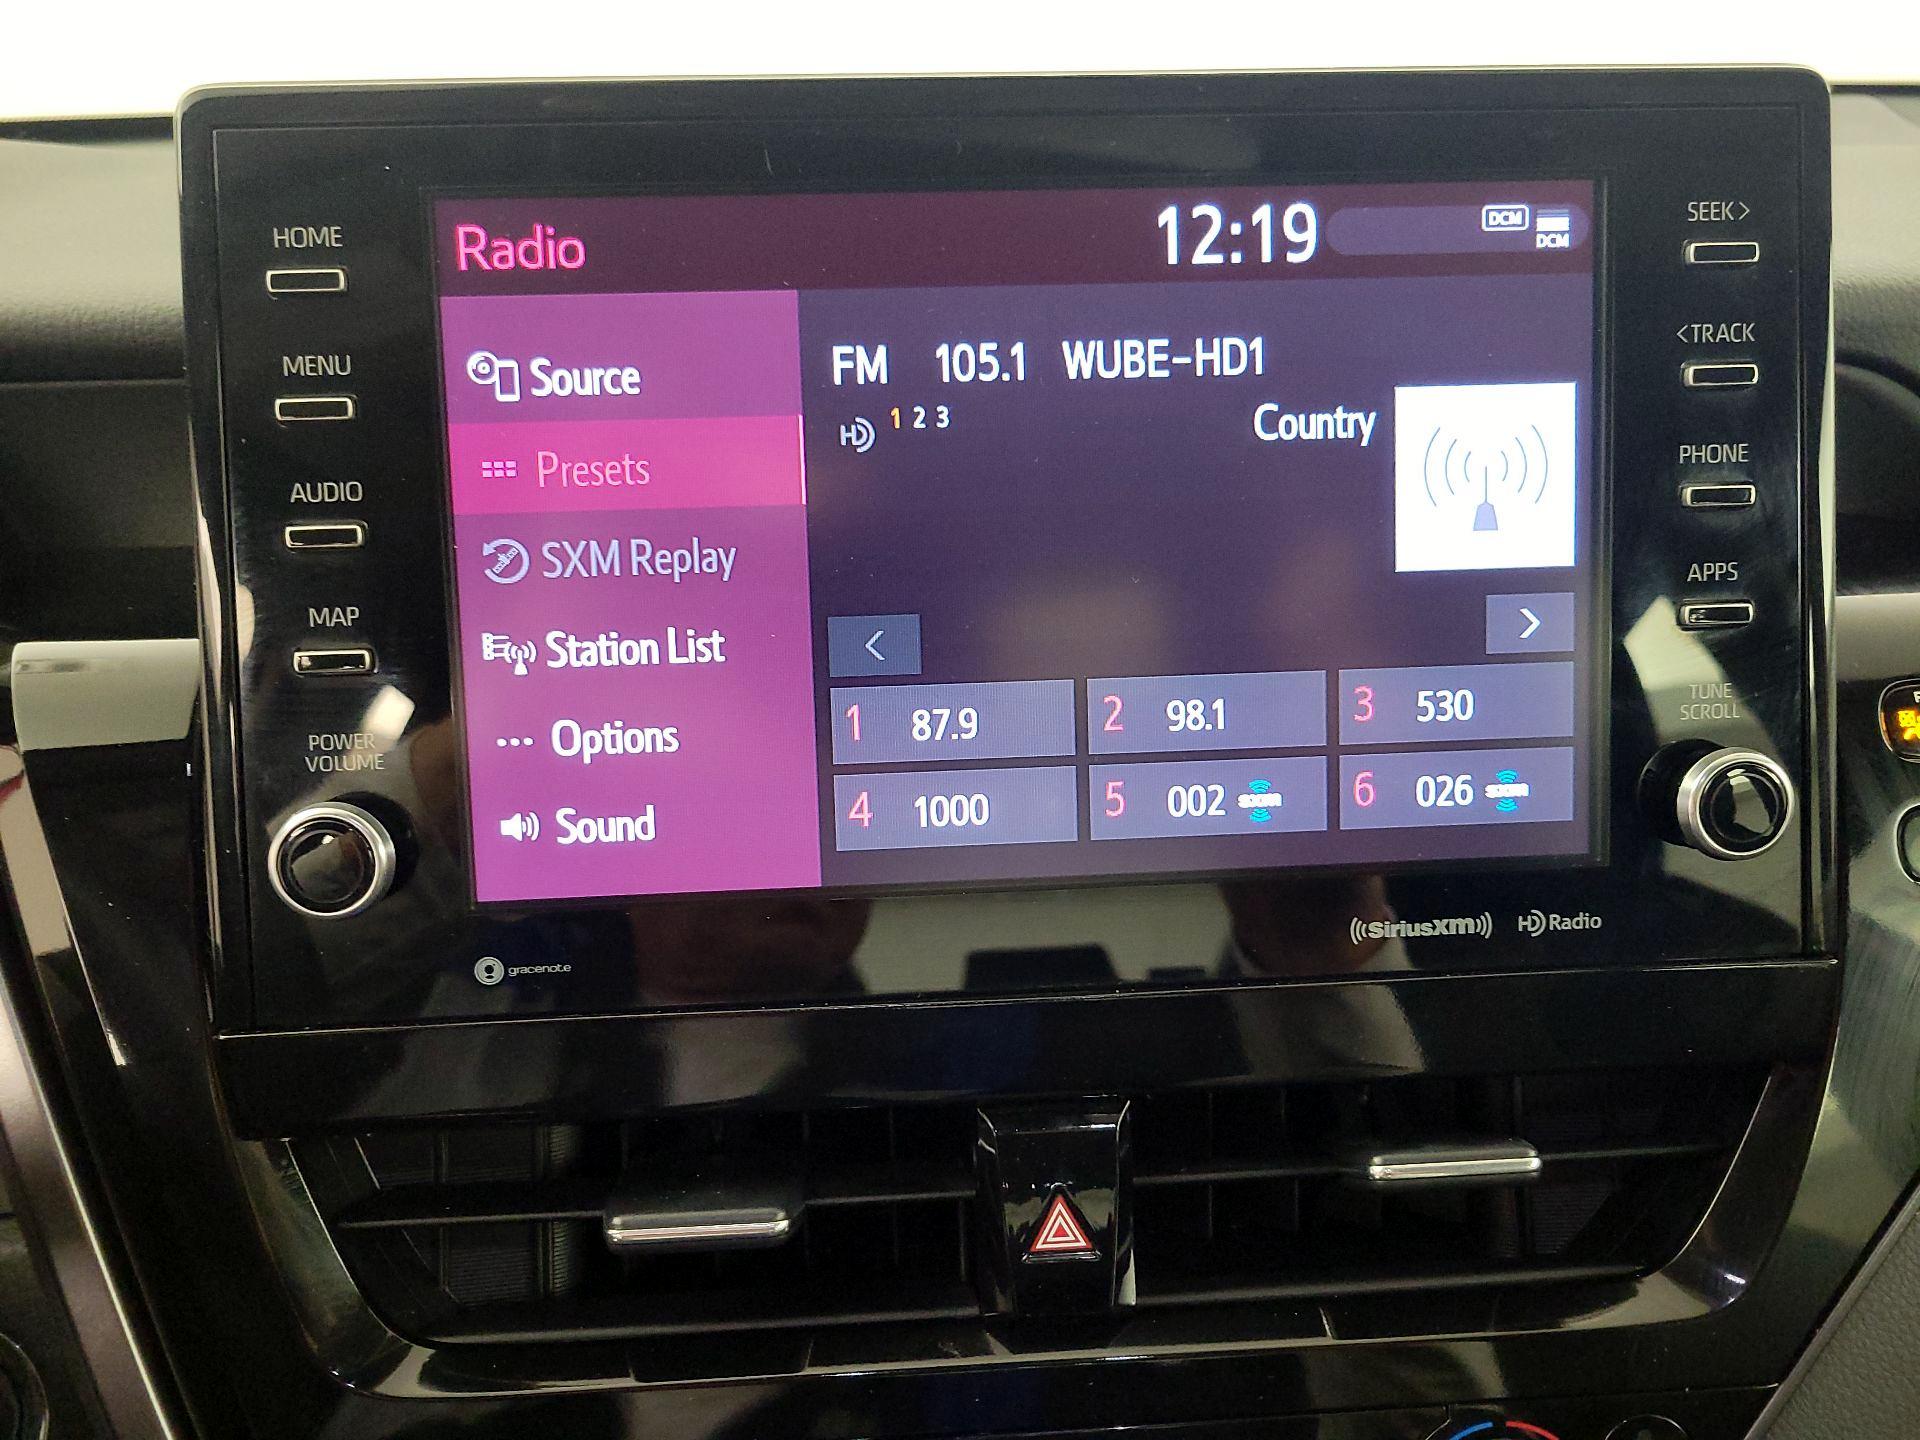 HOME
MENU
AUDIO
MAP
POWER
VOLUME
Radio
12:19
DCM
DCM
Source
Presets
SXM Replay
Station List
Options
Sound
FM 105.1 WUBE-HD1
HD 1 2 3
Country
<
>
1 87.9
2 98.1
3 530
4 1000
5 002 sxm
6 026 sxm
SEEK>
<TRACK
PHONE
APPS
TUNE
SCROLL
gracenote
((SiriusXM))
HD Radio